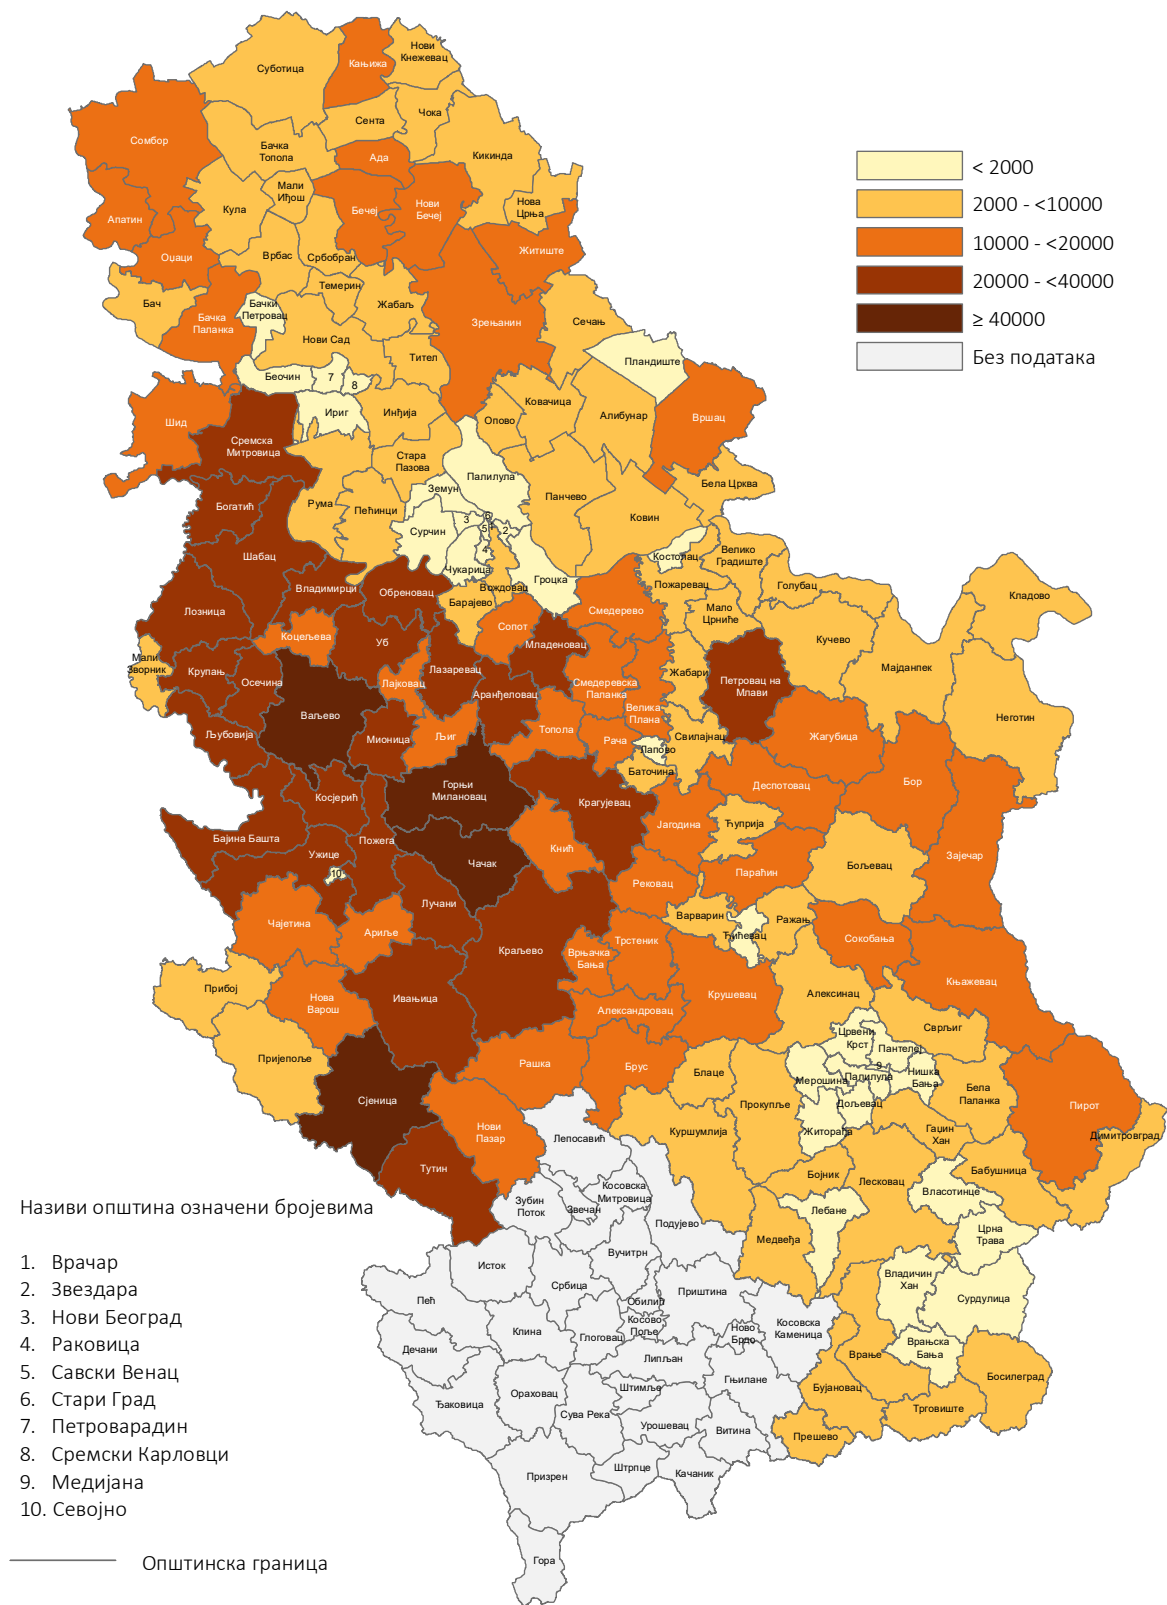 Нови
Кнежевац
Суботица
Кањижа
Чока
Сента
Сомбор
Бачка
Топола
Ада
Кикинда
Мали
Иђош
Кула
Бечеј
Нови
Бечеј
Нова
Црња
Апатин
Житиште
Оџаци
Врбас
Србобран
Темерин
Бач
Бачки
Петровац
Жабаљ
Бачка
Паланка
Зрењанин
Сечањ
Нови Сад
Тител
Пландиште
Беочин
7
8
Ириг
Инђија
Ковачица
Алибунар
Опово
Вршац
Шид
Сремска
Митровица
Стара
Пазова
Палилула
Бела Црква
Земун
Панчево
Богатић
Рума
Пећинци
Ковин
3
6
5
1
2
4
Сурчин
Шабац
Костолац
Велико
Градиште
Чукарица
Гроцка
Владимирци
Обреновац
Вождовац
Пожаревац
Голубац
Барајево
Кладово
Лозница
Смедерево
Мало
Црниће
Коцељева
Сопот
Уб
Кучево
Младеновац
Мали
Зворник
Мајданпек
Крупањ
Осечина
Лазаревац
Жабари
Петровац на
Млави
Лајковац
Аранђеловац
Смедеревска
Паланка
Ваљево
Велика
Плана
Неготин
Љубовија
Мионица
Љиг
Топола
Рача
Свилајнац
Жагубица
Лапово
Баточина
Горњи
Милановац
Деспотовац
Бор
Косјерић
Крагујевац
Јагодина
Ћуприја
Бајина Башта
Пожега
Кнић
Ужице
Чачак
Зајечар
10
Параћин
Бољевац
Рековац
Лучани
Чајетина
Варварин
Ражањ
Ариље
Ћићевац
Сокобања
Краљево
Врњачка
Бања
Трстеник
Прибој
Нова
Варош
Ивањица
Крушевац
Алексинац
Књажевац
Александровац
Пријепоље
Црвени
Крст
Сврљиг
Пантелеј
Рашка
Брус
Блаце
9
Мерошина
Палилула
Нишка
Бања
Бела
Паланка
Сјеница
Прокупље
Дољевац
Пирот
Нови
Пазар
Куршумлија
Житорађа
Гаџин
Хан
Димитровград
Лепосавић
Тутин
Бојник
Лесковац
Бабушница
Косовска
Митровица
Власотинце
Зубин
Поток
Звечан
Лебане
Подујево
Црна
Трава
Медвеђа
Вучитрн
Исток
Србица
Владичин
Хан
Приштина
Сурдулица
Обилић
Пећ
Косово
Поље
Ново
Брдо
Косовска
Каменица
Клина
Глоговац
Дечани
Врањска
Бања
Врање
Липљан
Гњилане
Босилеград
Штимље
Бујановац
Ђаковица
Ораховац
Сува Река
Трговиште
Урошевац
Витина
Прешево
Штрпце
Качаник
Призрен
Гора
< 2000
2000 - <10000
10000 - <20000
20000 - <40000
≥ 40000
Без података
Називи општина означени бројевима
1. Врачар
2. Звездара
3. Нови Београд
4. Раковица
5. Савски Венац
6. Стари Град
7. Петроварадин
8. Сремски Карловци
9. Медијана
10. Севојно
Општинска граница